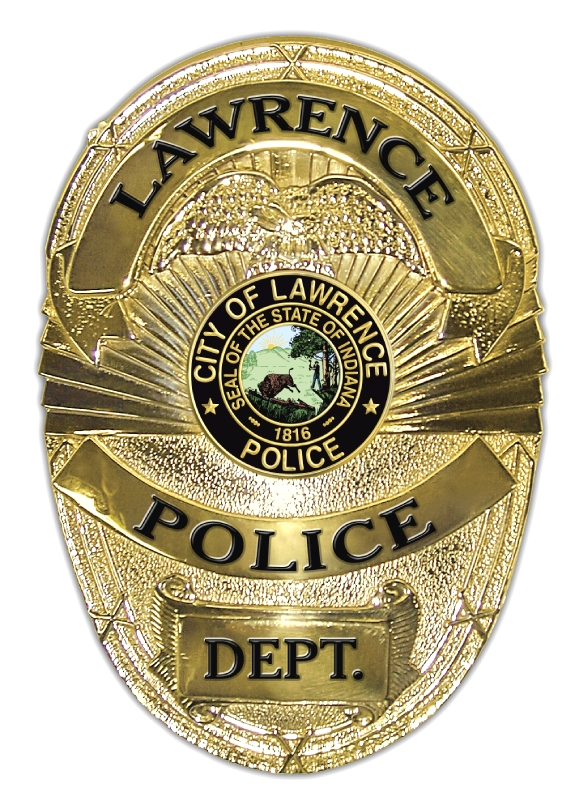 LAWRENCE
CITY OF LAWRENCE
SEAL OF THE STATE OF INDIANA
1816
POLICE
POLICE
DEPT.